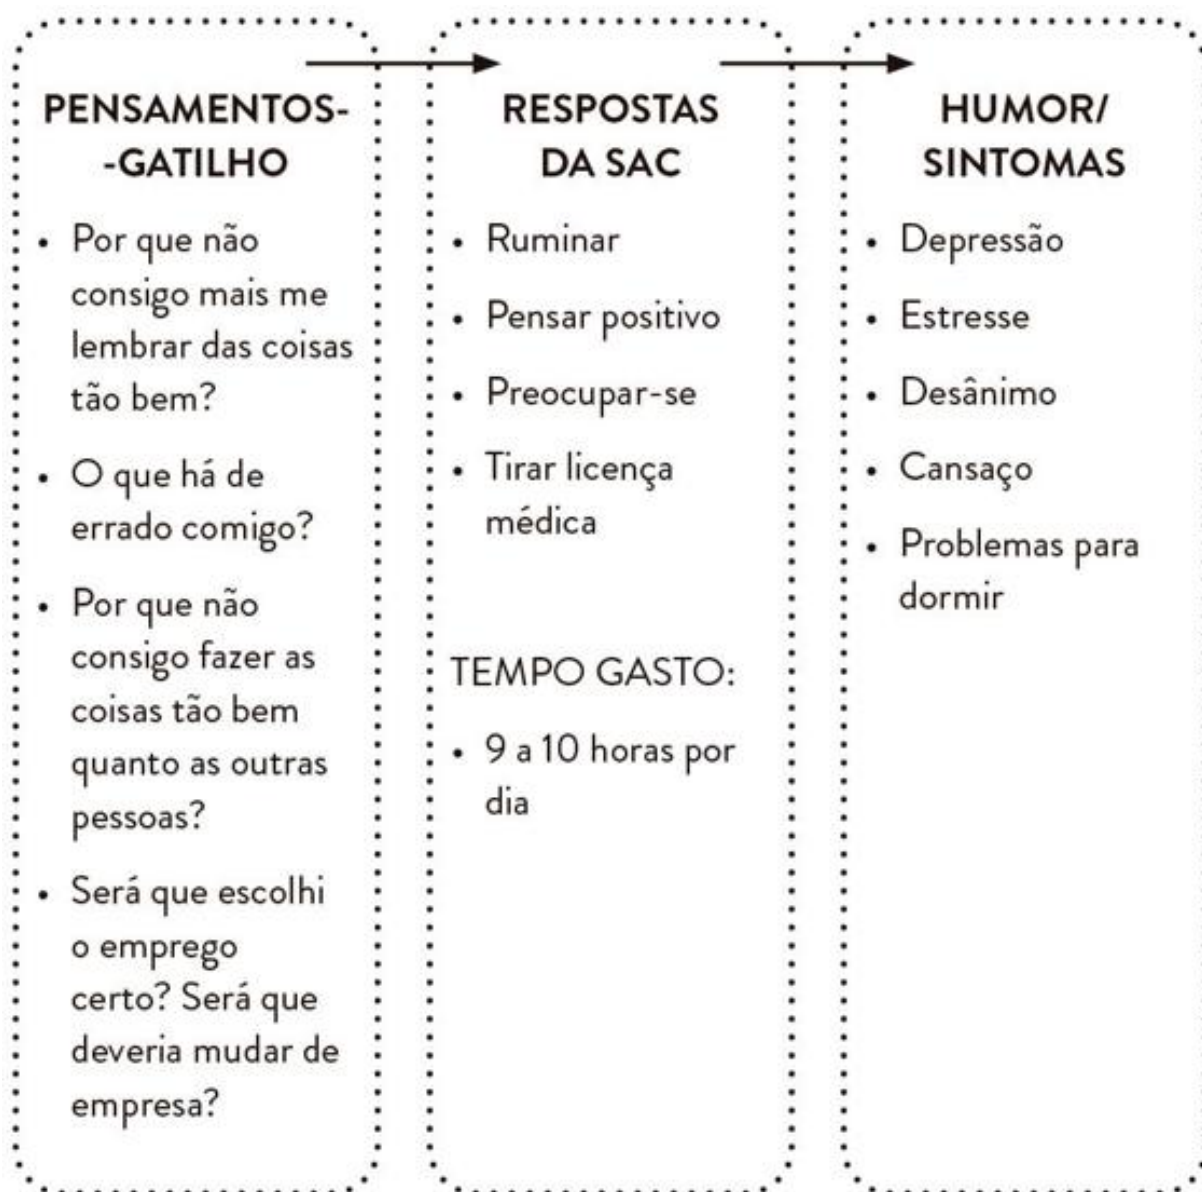 PENSAMENTOS-
-GATILHO
• Por que não
consigo mais me
lembrar das coisas
tão bem?
• O que há de
errado comigo?
• Por que não
consigo fazer as
coisas tão bem
quanto as outras
pessoas?
• Será que escolhi
o emprego
certo? Será que
deveria mudar de
empresa?
RESPOSTAS
DA SAC
• Ruminar
• Pensar positivo
• Preocupar-se
• Tirar licença
médica
TEMPO GASTO:
• 9 a 10 horas por
dia
HUMOR/
SINTOMAS
• Depressão
• Estresse
• Desânimo
• Cansaço
• Problemas para
dormir